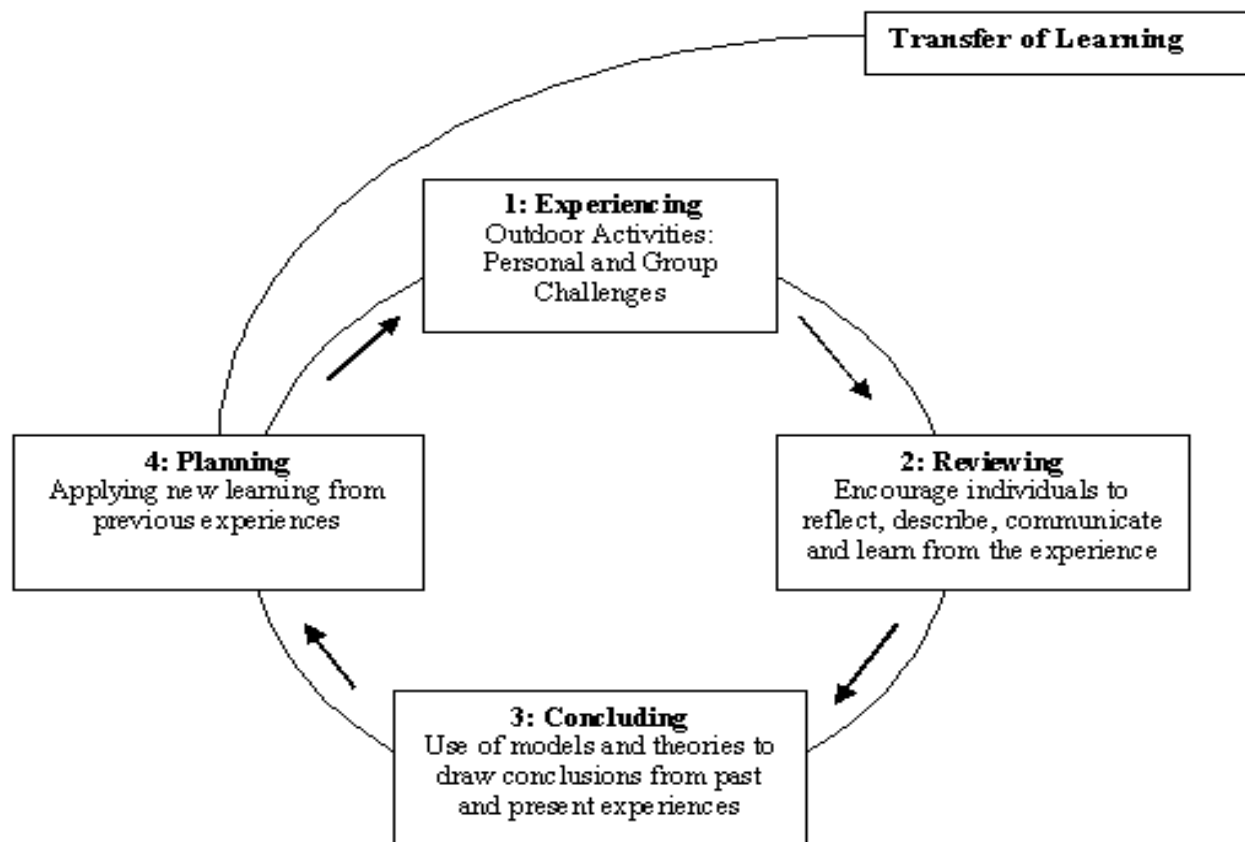 Transfer of Learning
1: Experiencing
Outdoor Activities:
Personal and Group
Challenges
2: Reviewing
Encourage individuals to
reflect, describe, communicate
and learn from the experience
3: Concluding
Use of models and theories to
draw conclusions from past
and present experiences
4: Planning
Applying new learning from
previous experiences